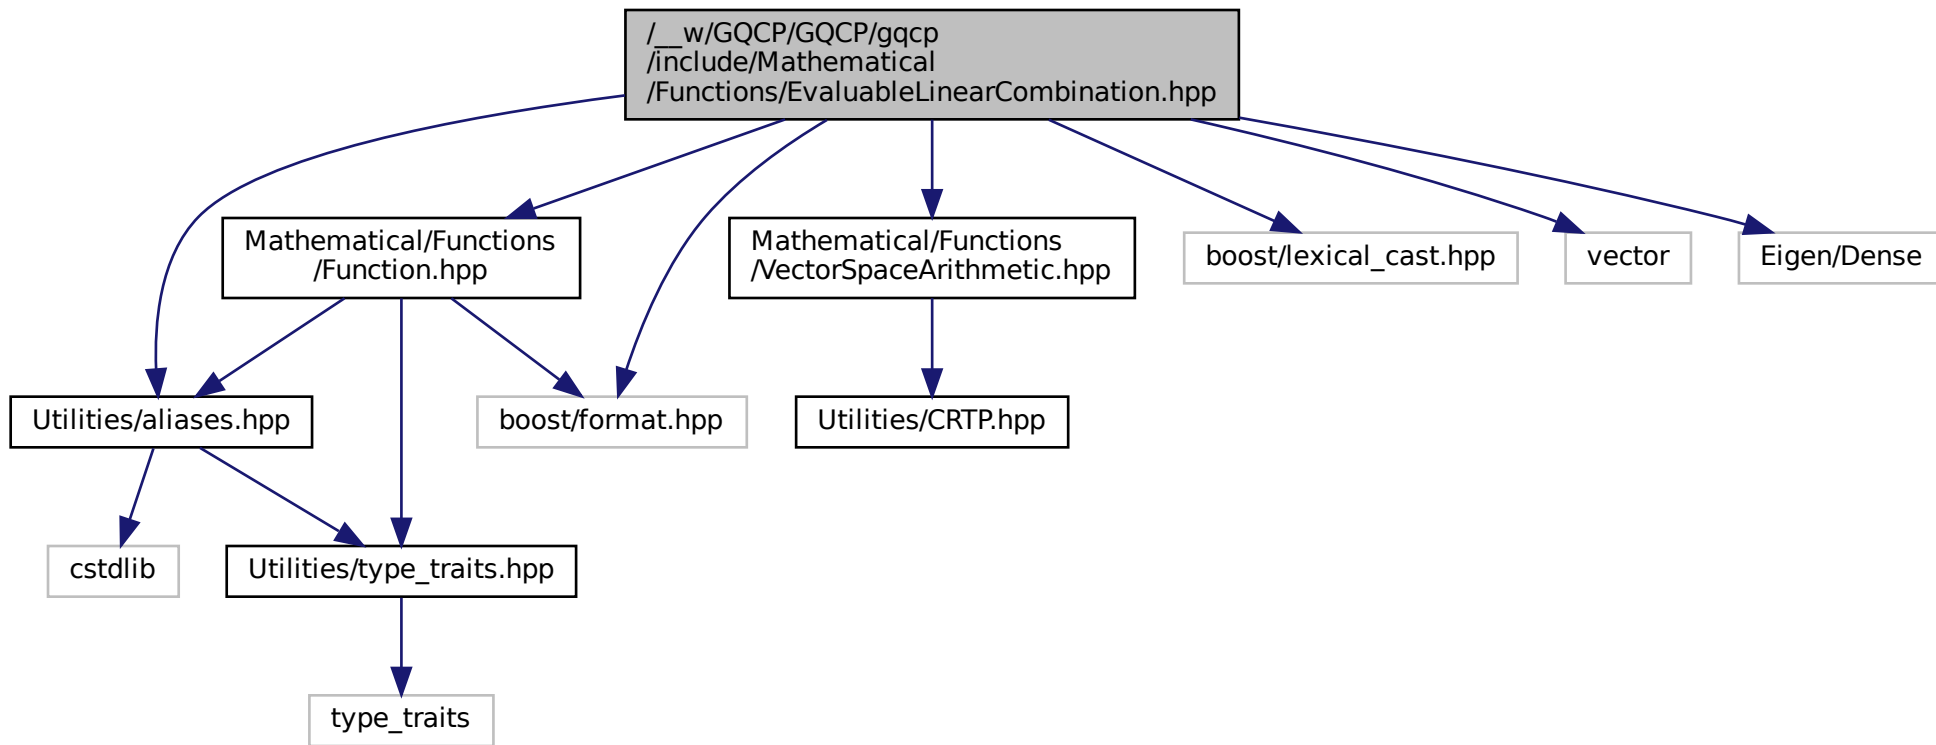 /__w/GQCP/GQCP/gqcp
/include/Mathematical
/Functions/EvaluableLinearCombination.hpp
Mathematical/Functions
/Function.hpp
Mathematical/Functions
/VectorSpaceArithmetic.hpp
boost/lexical_cast.hpp
vector
Eigen/Dense
Utilities/aliases.hpp
boost/format.hpp
Utilities/CRTP.hpp
cstdlib
Utilities/type_traits.hpp
type_traits